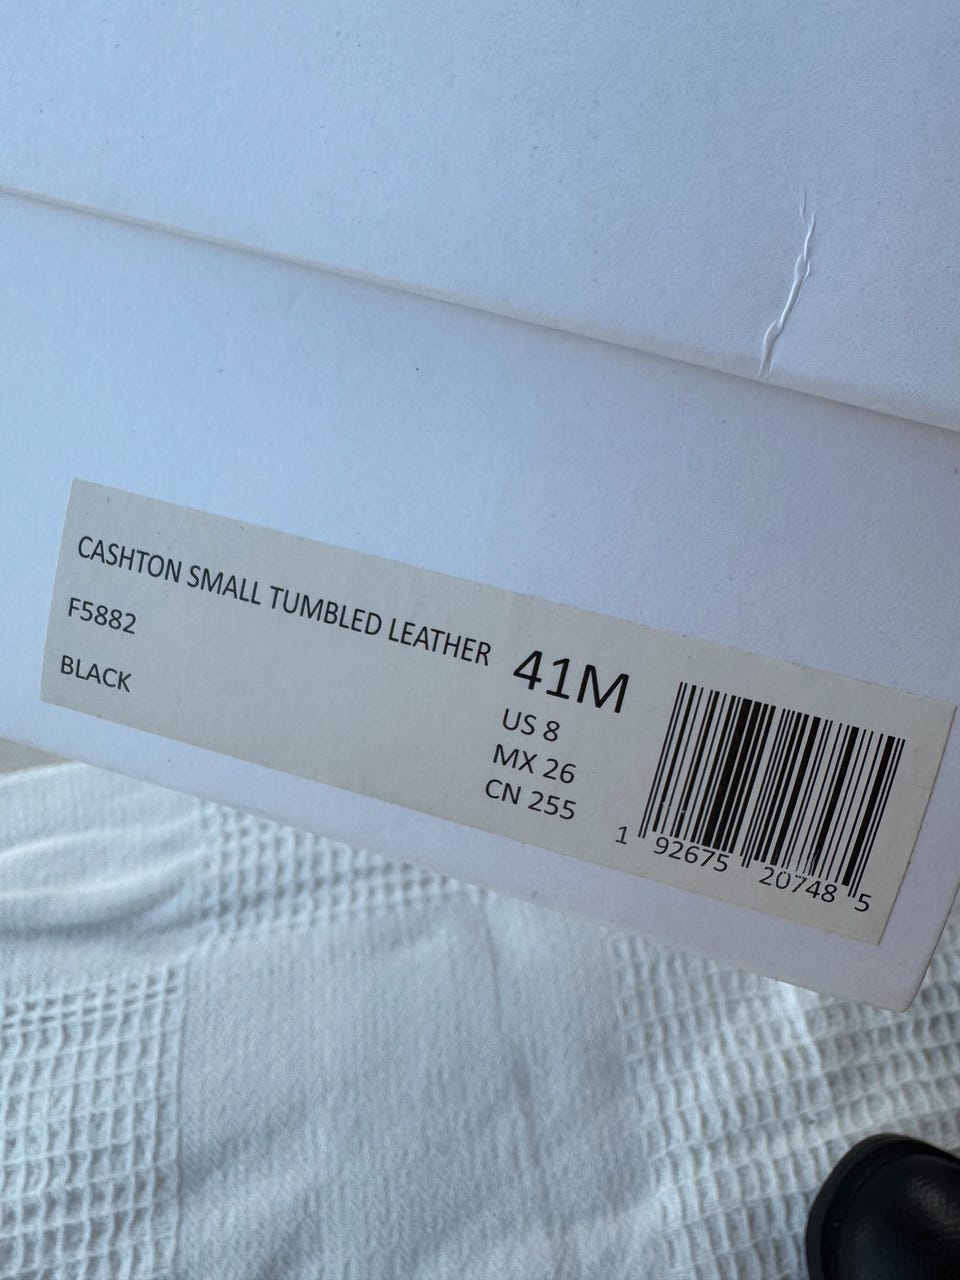 CASHTON SMALL TUMBLED LEATHER
F5882
BLACK
41M
US 8
MX 26
CN 255
1 92675 20748 5